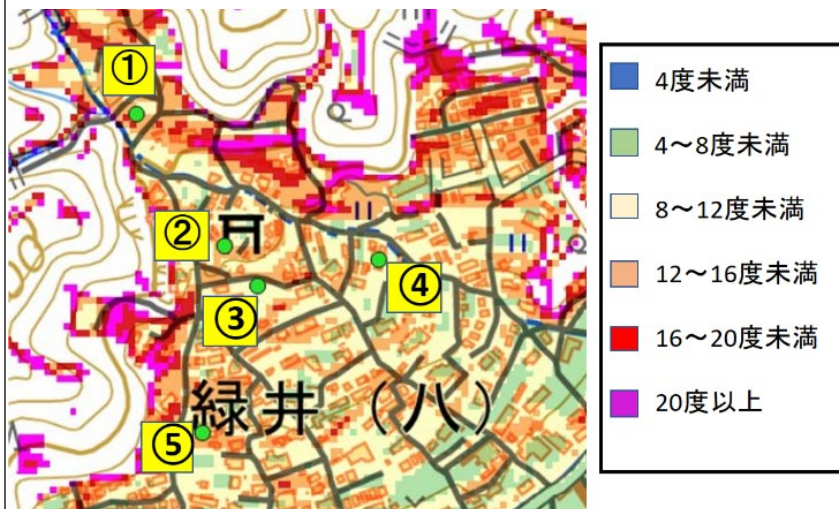 ①
②
③
④
⑤
緑井（八）
4度未満
4～8度未満
8～12度未満
12～16度未満
16～20度未満
20度以上